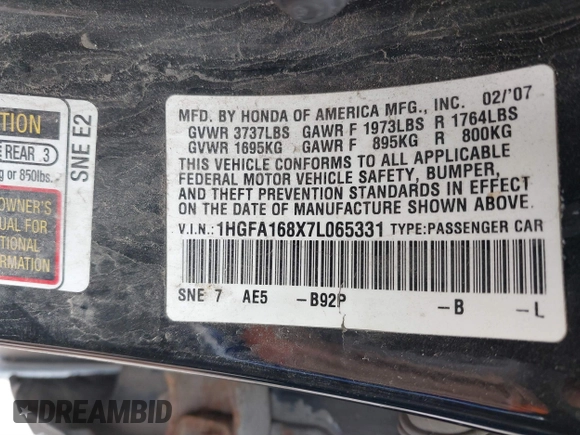 TION
REAR 3
g or 850lbs.
OWNER'S
UAL FOR
TIONAL
ORMATION
SNE E2
MFD. BY HONDA OF AMERICA MFG., INC. 02/'07
GVWR 3737LBS GAWR F 1973LBS R 1764LBS
GVWR 1695KG GAWR F 895KG R 800KG
THIS VEHICLE CONFORMS TO ALL APPLICABLE
FEDERAL MOTOR VEHICLE SAFETY, BUMPER,
AND THEFT PREVENTION STANDARDS IN EFFECT
ON THE DATE OF MANUFACTURE SHOWN ABOVE.
V.I.N.: 1HGFA168X7L065331 TYPE:PASSENGER CAR
SNE 7 AE5 -B92P -B -L
DREAMBID